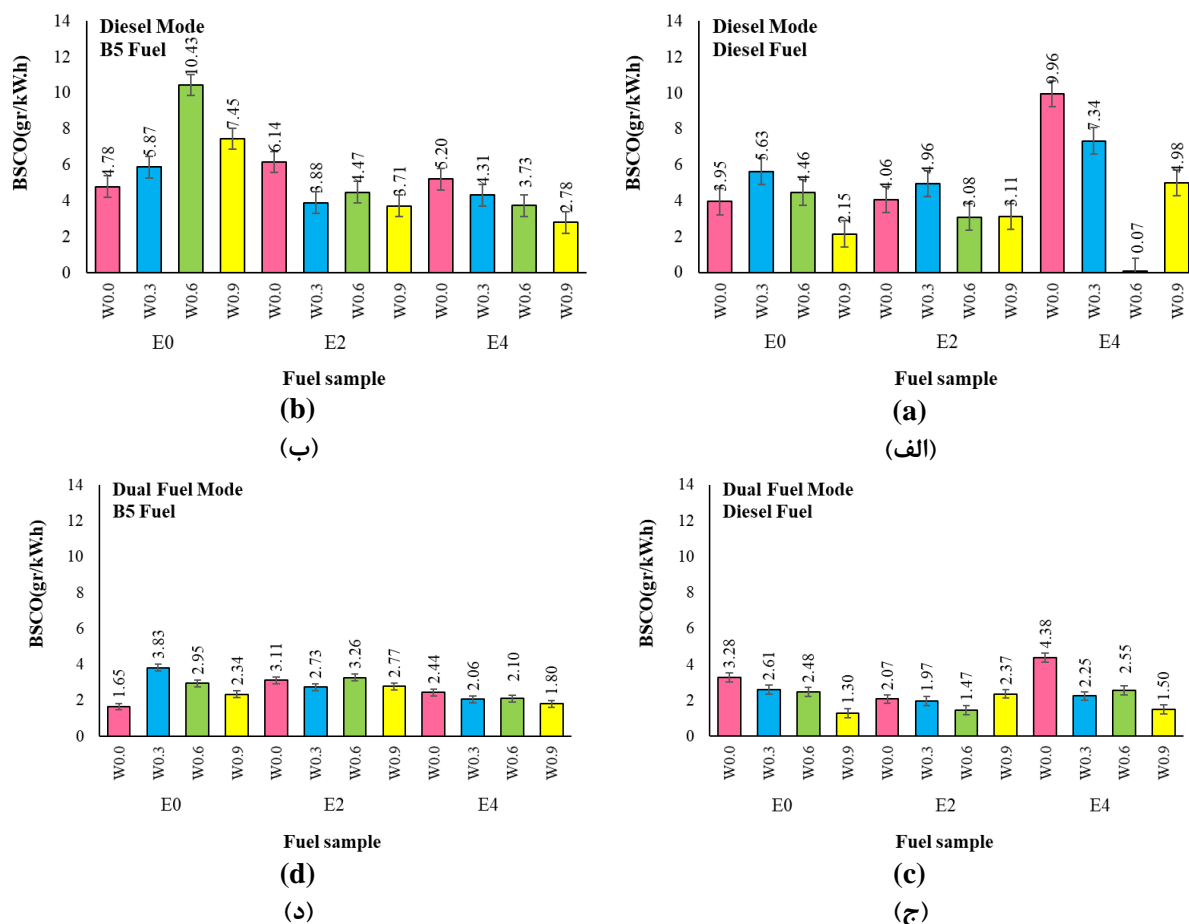 Diesel Mode
B5 Fuel
BSCO(gr/kW.h)
14
12
10
8
6
4
2
0
4.78
5.87
10.43
7.45
6.14
3.88
4.47
3.71
5.20
4.31
3.73
2.78
W0.0
W0.3
W0.6
W0.9
W0.0
W0.3
W0.6
W0.9
W0.0
W0.3
W0.6
W0.9
E0 E2 E4
Fuel sample
(b)
(ب)
Diesel Mode
Diesel Fuel
BSCO(gr/kW.h)
14
12
10
8
6
4
2
0
3.95
5.63
4.46
2.15
4.06
4.96
3.08
3.11
9.96
7.34
0.07
4.98
W0.0
W0.3
W0.6
W0.9
W0.0
W0.3
W0.6
W0.9
W0.0
W0.3
W0.6
W0.9
E0 E2 E4
Fuel sample
(a)
(الف)
Dual Fuel Mode
B5 Fuel
BSCO(gr/kW.h)
14
12
10
8
6
4
2
0
1.65
3.83
2.95
2.34
3.11
2.73
3.26
2.77
2.44
2.06
2.10
1.80
W0.0
W0.3
W0.6
W0.9
W0.0
W0.3
W0.6
W0.9
W0.0
W0.3
W0.6
W0.9
E0 E2 E4
Fuel sample
(d)
(د)
Dual Fuel Mode
Diesel Fuel
BSCO(gr/kW.h)
14
12
10
8
6
4
2
0
3.28
2.61
2.48
1.30
2.07
1.97
1.47
2.37
4.38
2.25
2.55
1.50
W0.0
W0.3
W0.6
W0.9
W0.0
W0.3
W0.6
W0.9
W0.0
W0.3
W0.6
W0.9
E0 E2 E4
Fuel sample
(c)
(ج)